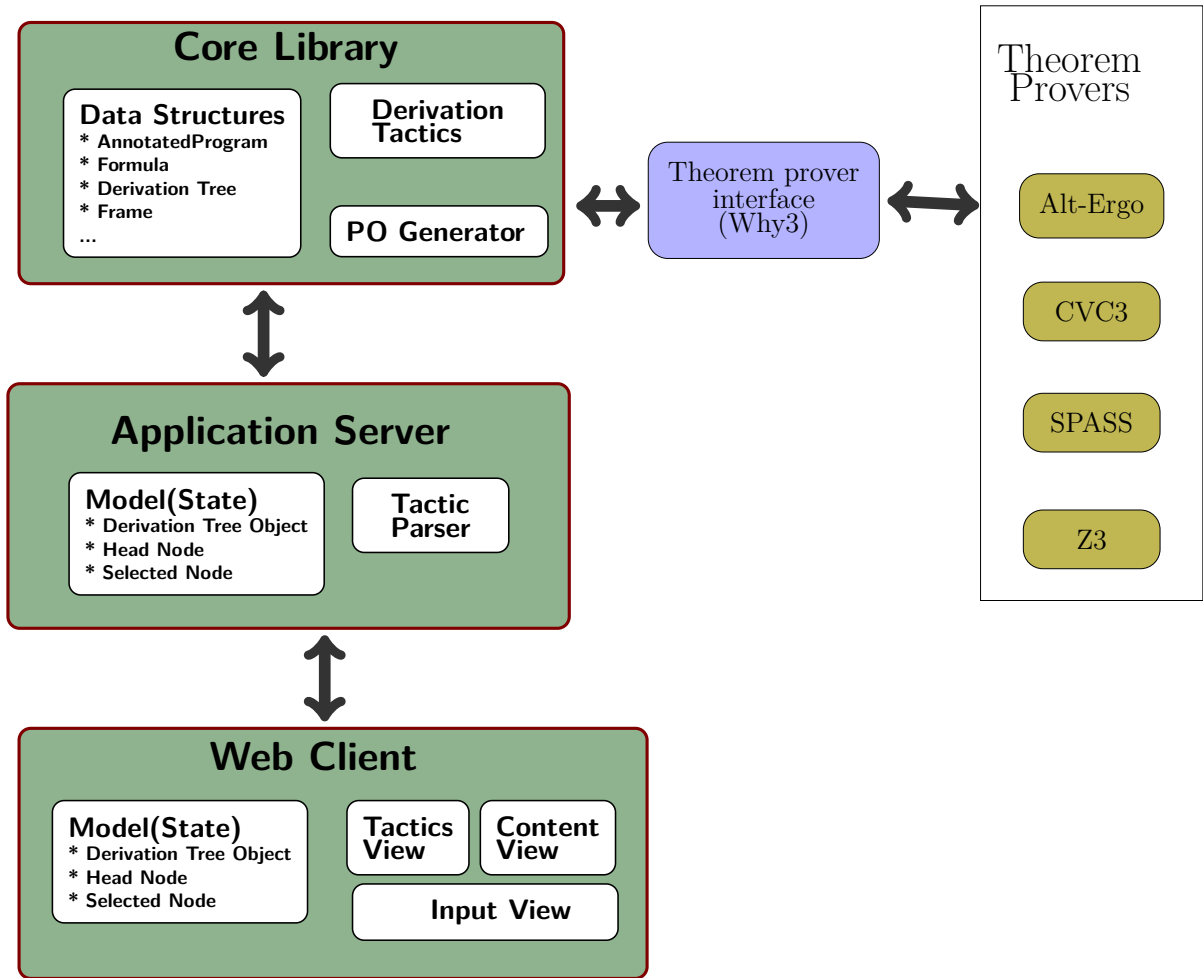 Core Library
Data Structures
* AnnotatedProgram
* Formula
* Derivation Tree
* Frame
...
Derivation
Tactics
PO Generator
Theorem prover
interface
(Why3)
Theorem
Provers
Alt-Ergo
CVC3
SPASS
Z3
Application Server
Model(State)
* Derivation Tree Object
* Head Node
* Selected Node
Tactic
Parser
Web Client
Model(State)
* Derivation Tree Object
* Head Node
* Selected Node
Tactics
View
Content
View
Input View